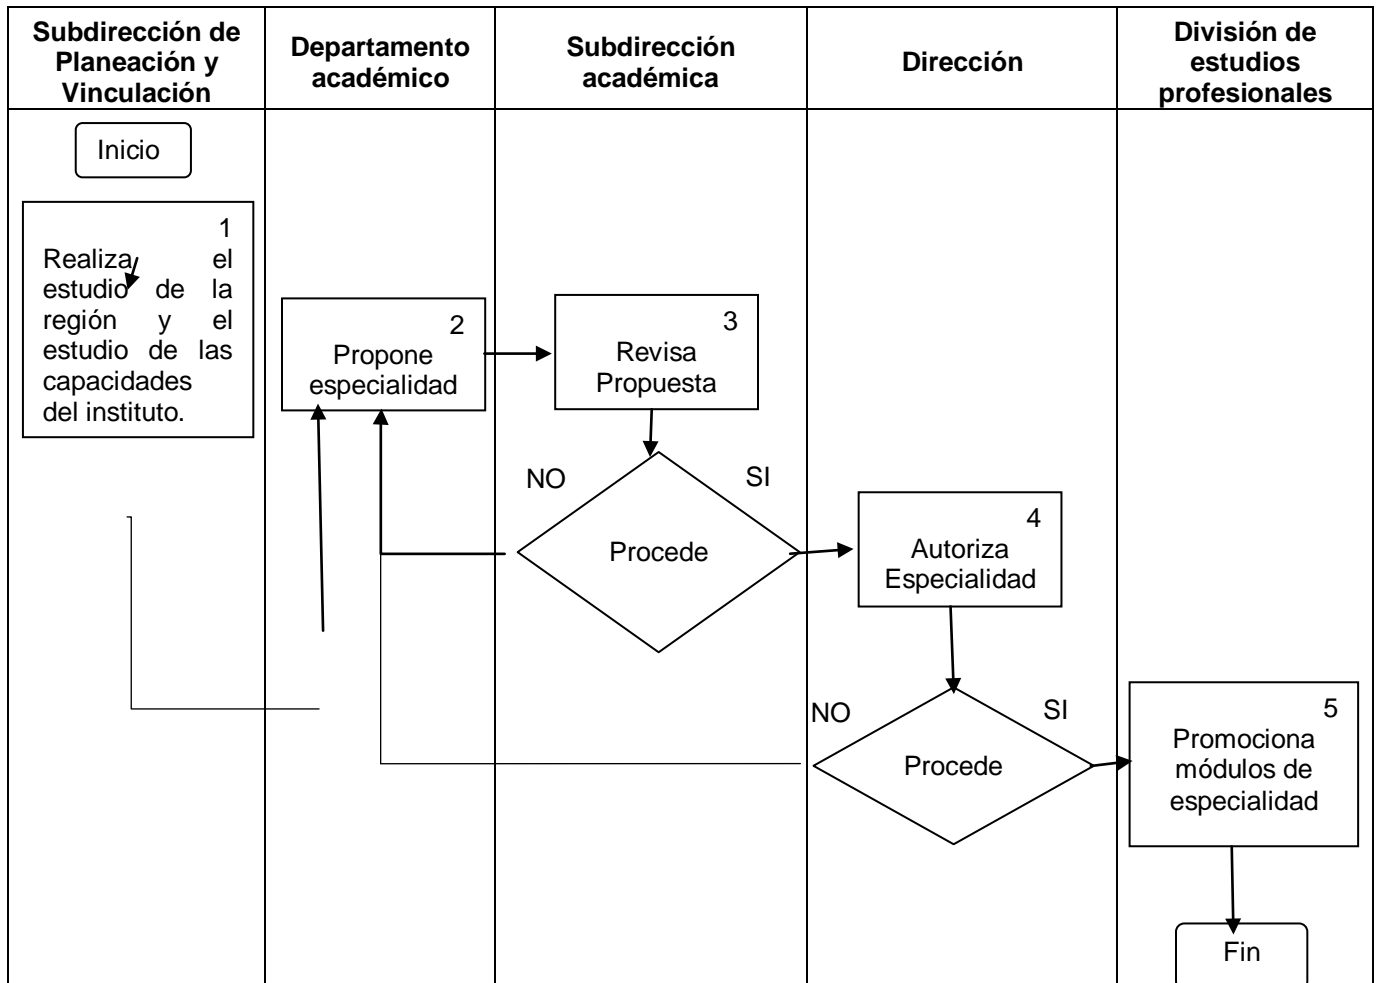 Subdirección de
Planeación y
Vinculación
Departamento
académico
Subdirección
académica
Dirección
División de
estudios
profesionales
Inicio
1
Realiza el
estudio de la
región y el
estudio de las
capacidades
del instituto.
2
Propone
especialidad
3
Revisa
Propuesta
NO
SI
Procede
4
Autoriza
Especialidad
NO
SI
Procede
5
Promociona
módulos de
especialidad
Fin